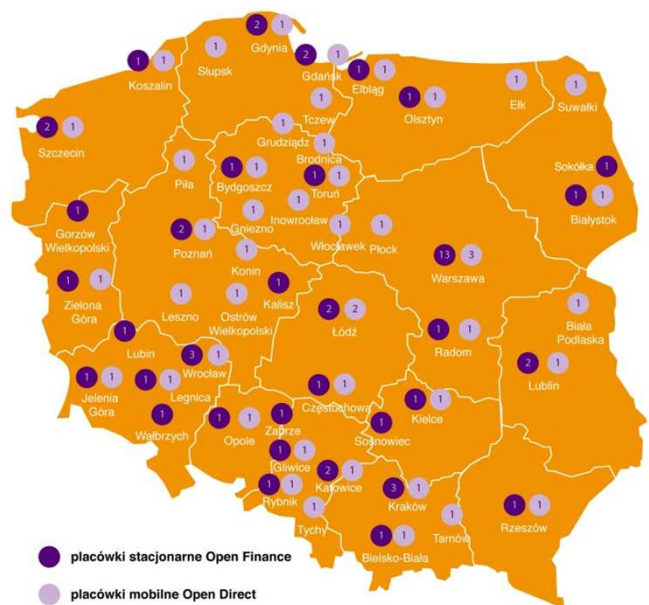 2 1
Gdynia
1
Słupsk
2 1
Gdańsk
1 1
Koszalin
1 1
Elbląg
1 1
Olsztyn
1
Ełk
1
Suwałki
1
Tczew
2 1
Szczecin
1
Grudziądz
1
Brodnica
1
Piła
1 1
Bydgoszcz
1 1
Toruń
Sokółka 1
1 1
Białystok
1
Inowrocław
1
Gniezno
1
Gorzów
Wielkopolski
2 1
Poznań
1
Włocławek
1
Płock
1
Konin
13 3
Warszawa
1 1
Zielona
Góra
1
Leszno
1
Ostrów
Wielkopolski
1
Kalisz
2 2
Łódź
1
Biała
Podlaska
1
Lubin
1 1
Radom
3 1
Wrocław
2 1
Lublin
1 1
Jelenia
Góra
1 1
Legnica
1 1
Częstochowa
1 1
Kielce
1
Wałbrzych
1 1
Opole
1
Zabrze
1
Sosnowiec
1 1
Gliwice
2 1
Katowice
1 1
Rybnik
3 1
Kraków
1
Tychy
1
Tarnów
1 1
Rzeszów
1 1
Bielsko-Biała
placówki stacjonarne Open Finance
placówki mobilne Open Direct